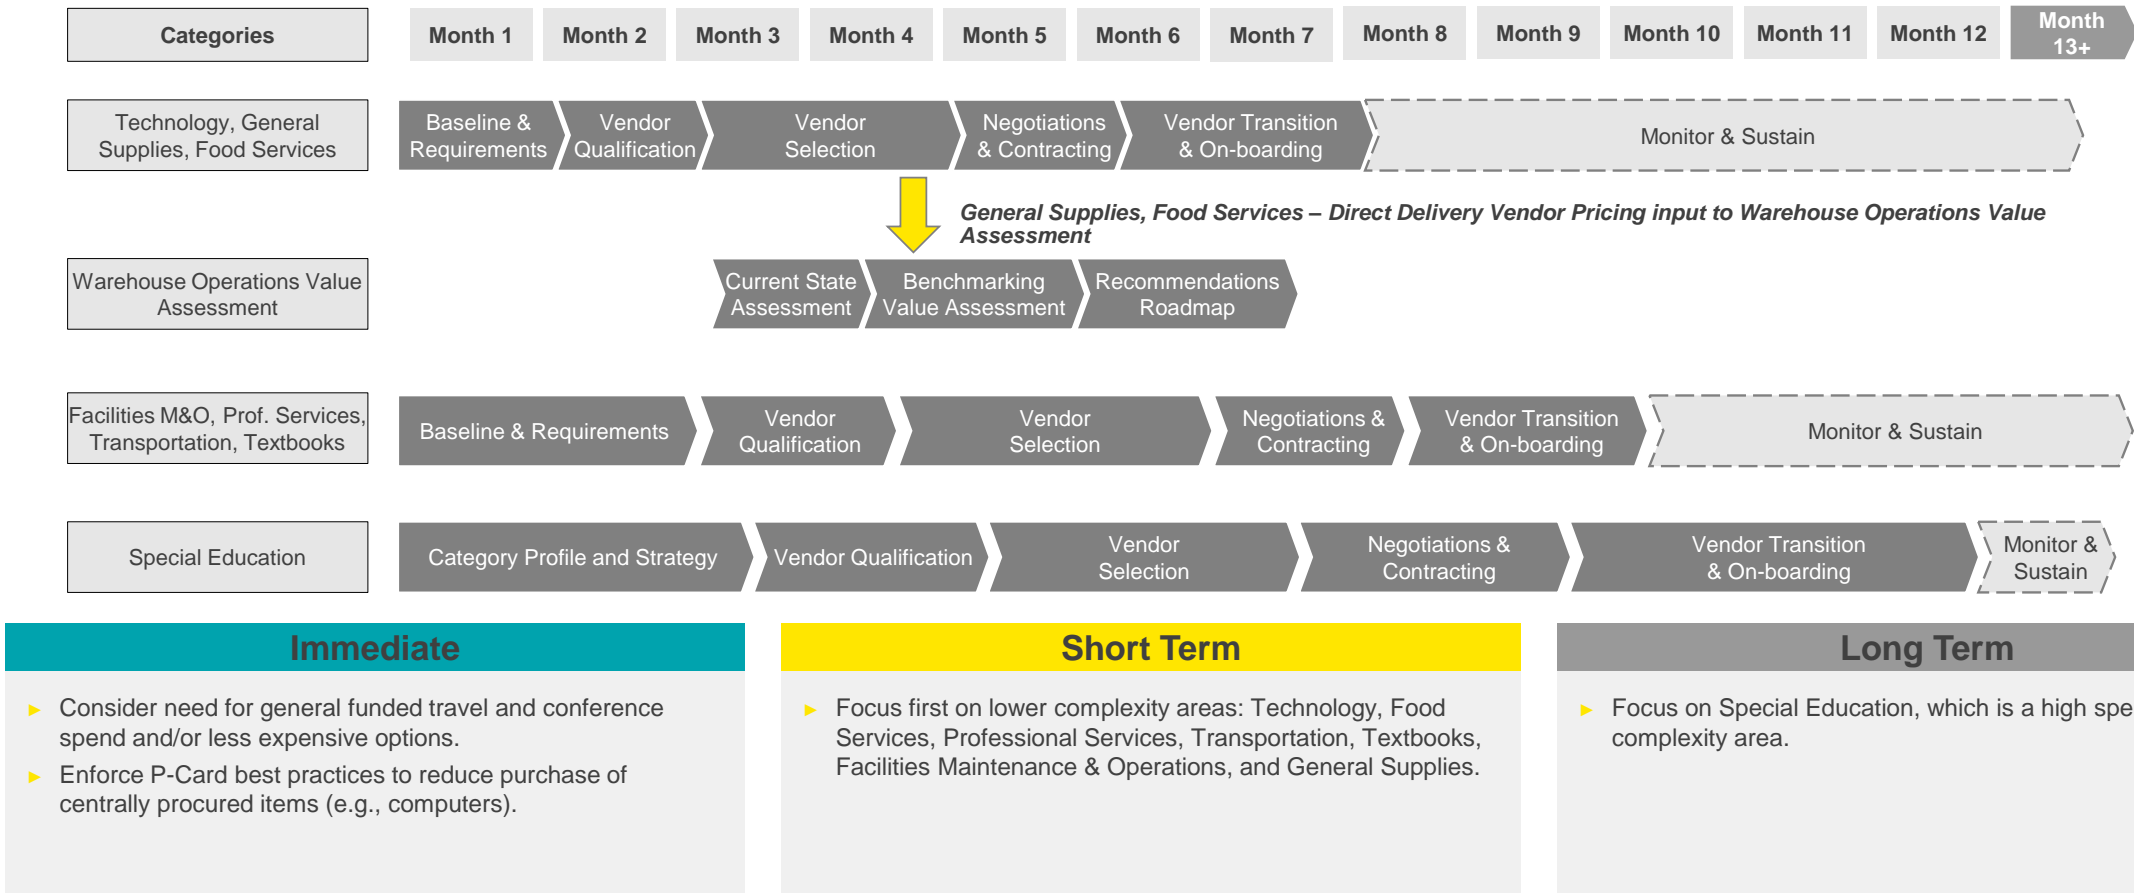 Categories
Month 1
Month 2
Month 3
Month 4
Month 5
Month 6
Month 7
Month 8
Month 9
Month 10
Month 11
Month 12
Month
13+
Technology, General
Supplies, Food Services
Baseline &
Requirements
Vendor
Qualification
Vendor
Selection
Negotiations
& Contracting
Vendor Transition
& On-boarding
Monitor & Sustain
General Supplies, Food Services – Direct Delivery Vendor Pricing input to Warehouse Operations Value
Assessment
Warehouse Operations Value
Assessment
Current State
Assessment
Benchmarking
Value Assessment
Recommendations
Roadmap
Facilities M&O, Prof. Services,
Transportation, Textbooks
Baseline & Requirements
Vendor
Qualification
Vendor
Selection
Negotiations &
Contracting
Vendor Transition
& On-boarding
Monitor & Sustain
Special Education
Category Profile and Strategy
Vendor Qualification
Vendor
Selection
Negotiations &
Contracting
Vendor Transition
& On-boarding
Monitor &
Sustain
Immediate
► Consider need for general funded travel and conference
spend and/or less expensive options.
► Enforce P-Card best practices to reduce purchase of
centrally procured items (e.g., computers).
Short Term
► Focus first on lower complexity areas: Technology, Food
Services, Professional Services, Transportation, Textbooks,
Facilities Maintenance & Operations, and General Supplies.
Long Term
► Focus on Special Education, which is a high spe
complexity area.